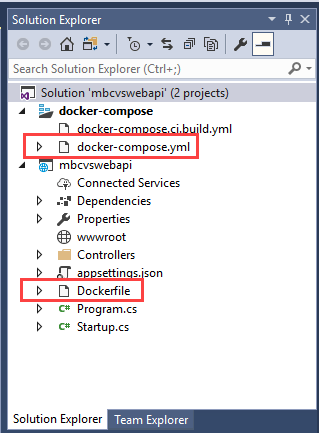 Solution Explorer
Search Solution Explorer (Ctrl+;)
Solution 'mbcvswebapi' (2 projects)
docker-compose
docker-compose.ci.build.yml
docker-compose.yml
mbcvswebapi
Connected Services
Dependencies
Properties
wwwroot
Controllers
appsettings.json
Dockerfile
C# Program.cs
C# Startup.cs
Solution Explorer Team Explorer